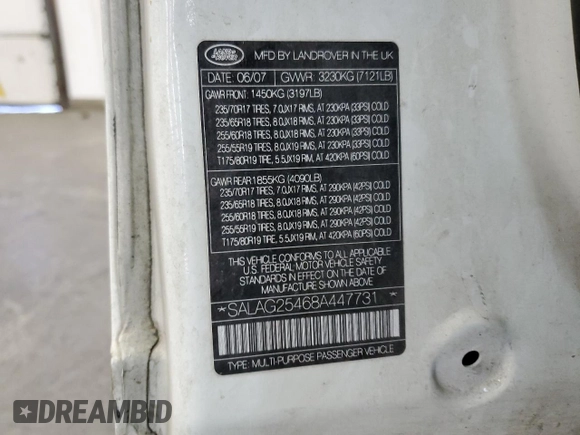 LAND-
ROVER
MFD BY LANDROVER IN THE UK
DATE: 06/07 GVWR: 3230KG (7121LB)
GAWR FRONT: 1450KG (3197LB)
235/70R17 TIRES, 7.0JX17 RIMS, AT 230KPA (33PSI) COLD
235/65R18 TIRES, 8.0JX18 RIMS, AT 230KPA (33PSI) COLD
255/60R18 TIRES, 8.0JX18 RIMS, AT 230KPA (33PSI) COLD
255/55R19 TIRES, 8.0JX19 RIMS, AT 230KPA (33PSI) COLD
T175/80R19 TIRE, 5.5JX19 RIM, AT 420KPA (60PSI) COLD
GAWR REAR 1855KG (4090LB)
235/70R17 TIRES, 7.0JX17 RIMS, AT 290KPA (42PSI) COLD
235/65R18 TIRES, 8.0JX18 RIMS, AT 290KPA (42PSI) COLD
255/60R18 TIRES, 8.0JX18 RIMS, AT 290KPA (42PSI) COLD
255/55R19 TIRES, 8.0JX19 RIMS, AT 290KPA (42PSI) COLD
T175/80R19 TIRE, 5.5JX19 RIM, AT 420KPA (60PSI) COLD
THIS VEHICLE CONFORMS TO ALL APPLICABLE
U.S. FEDERAL MOTOR VEHICLE SAFETY
STANDARDS IN EFFECT ON THE DATE OF
MANUFACTURE SHOWN ABOVE.
*SALAG25468A447731*
TYPE: MULTI-PURPOSE PASSENGER VEHICLE
DREAMBID